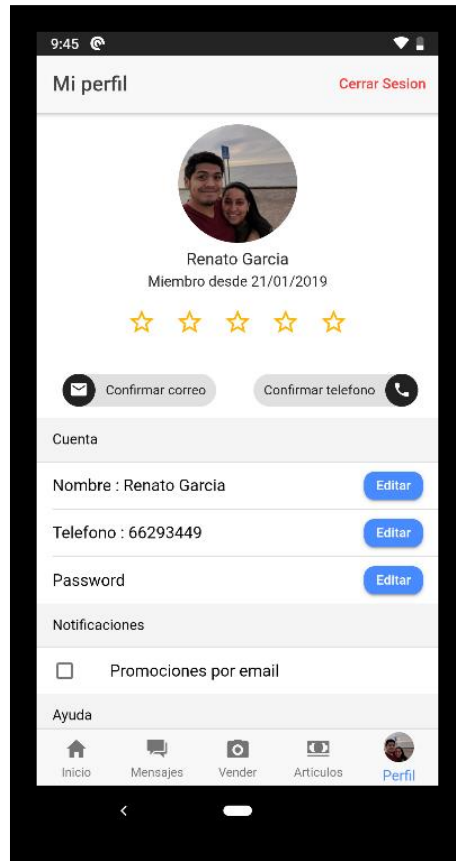 9:45
Mi perfil
Cerrar Sesion
Renato Garcia
Miembro desde 21/01/2019
Confirmar correo
Confirmar telefono
Cuenta
Nombre : Renato Garcia
Editar
Telefono : 66293449
Editar
Password
Editar
Notificaciones
Promociones por email
Ayuda
Inicio
Mensajes
Vender
Articulos
Perfil